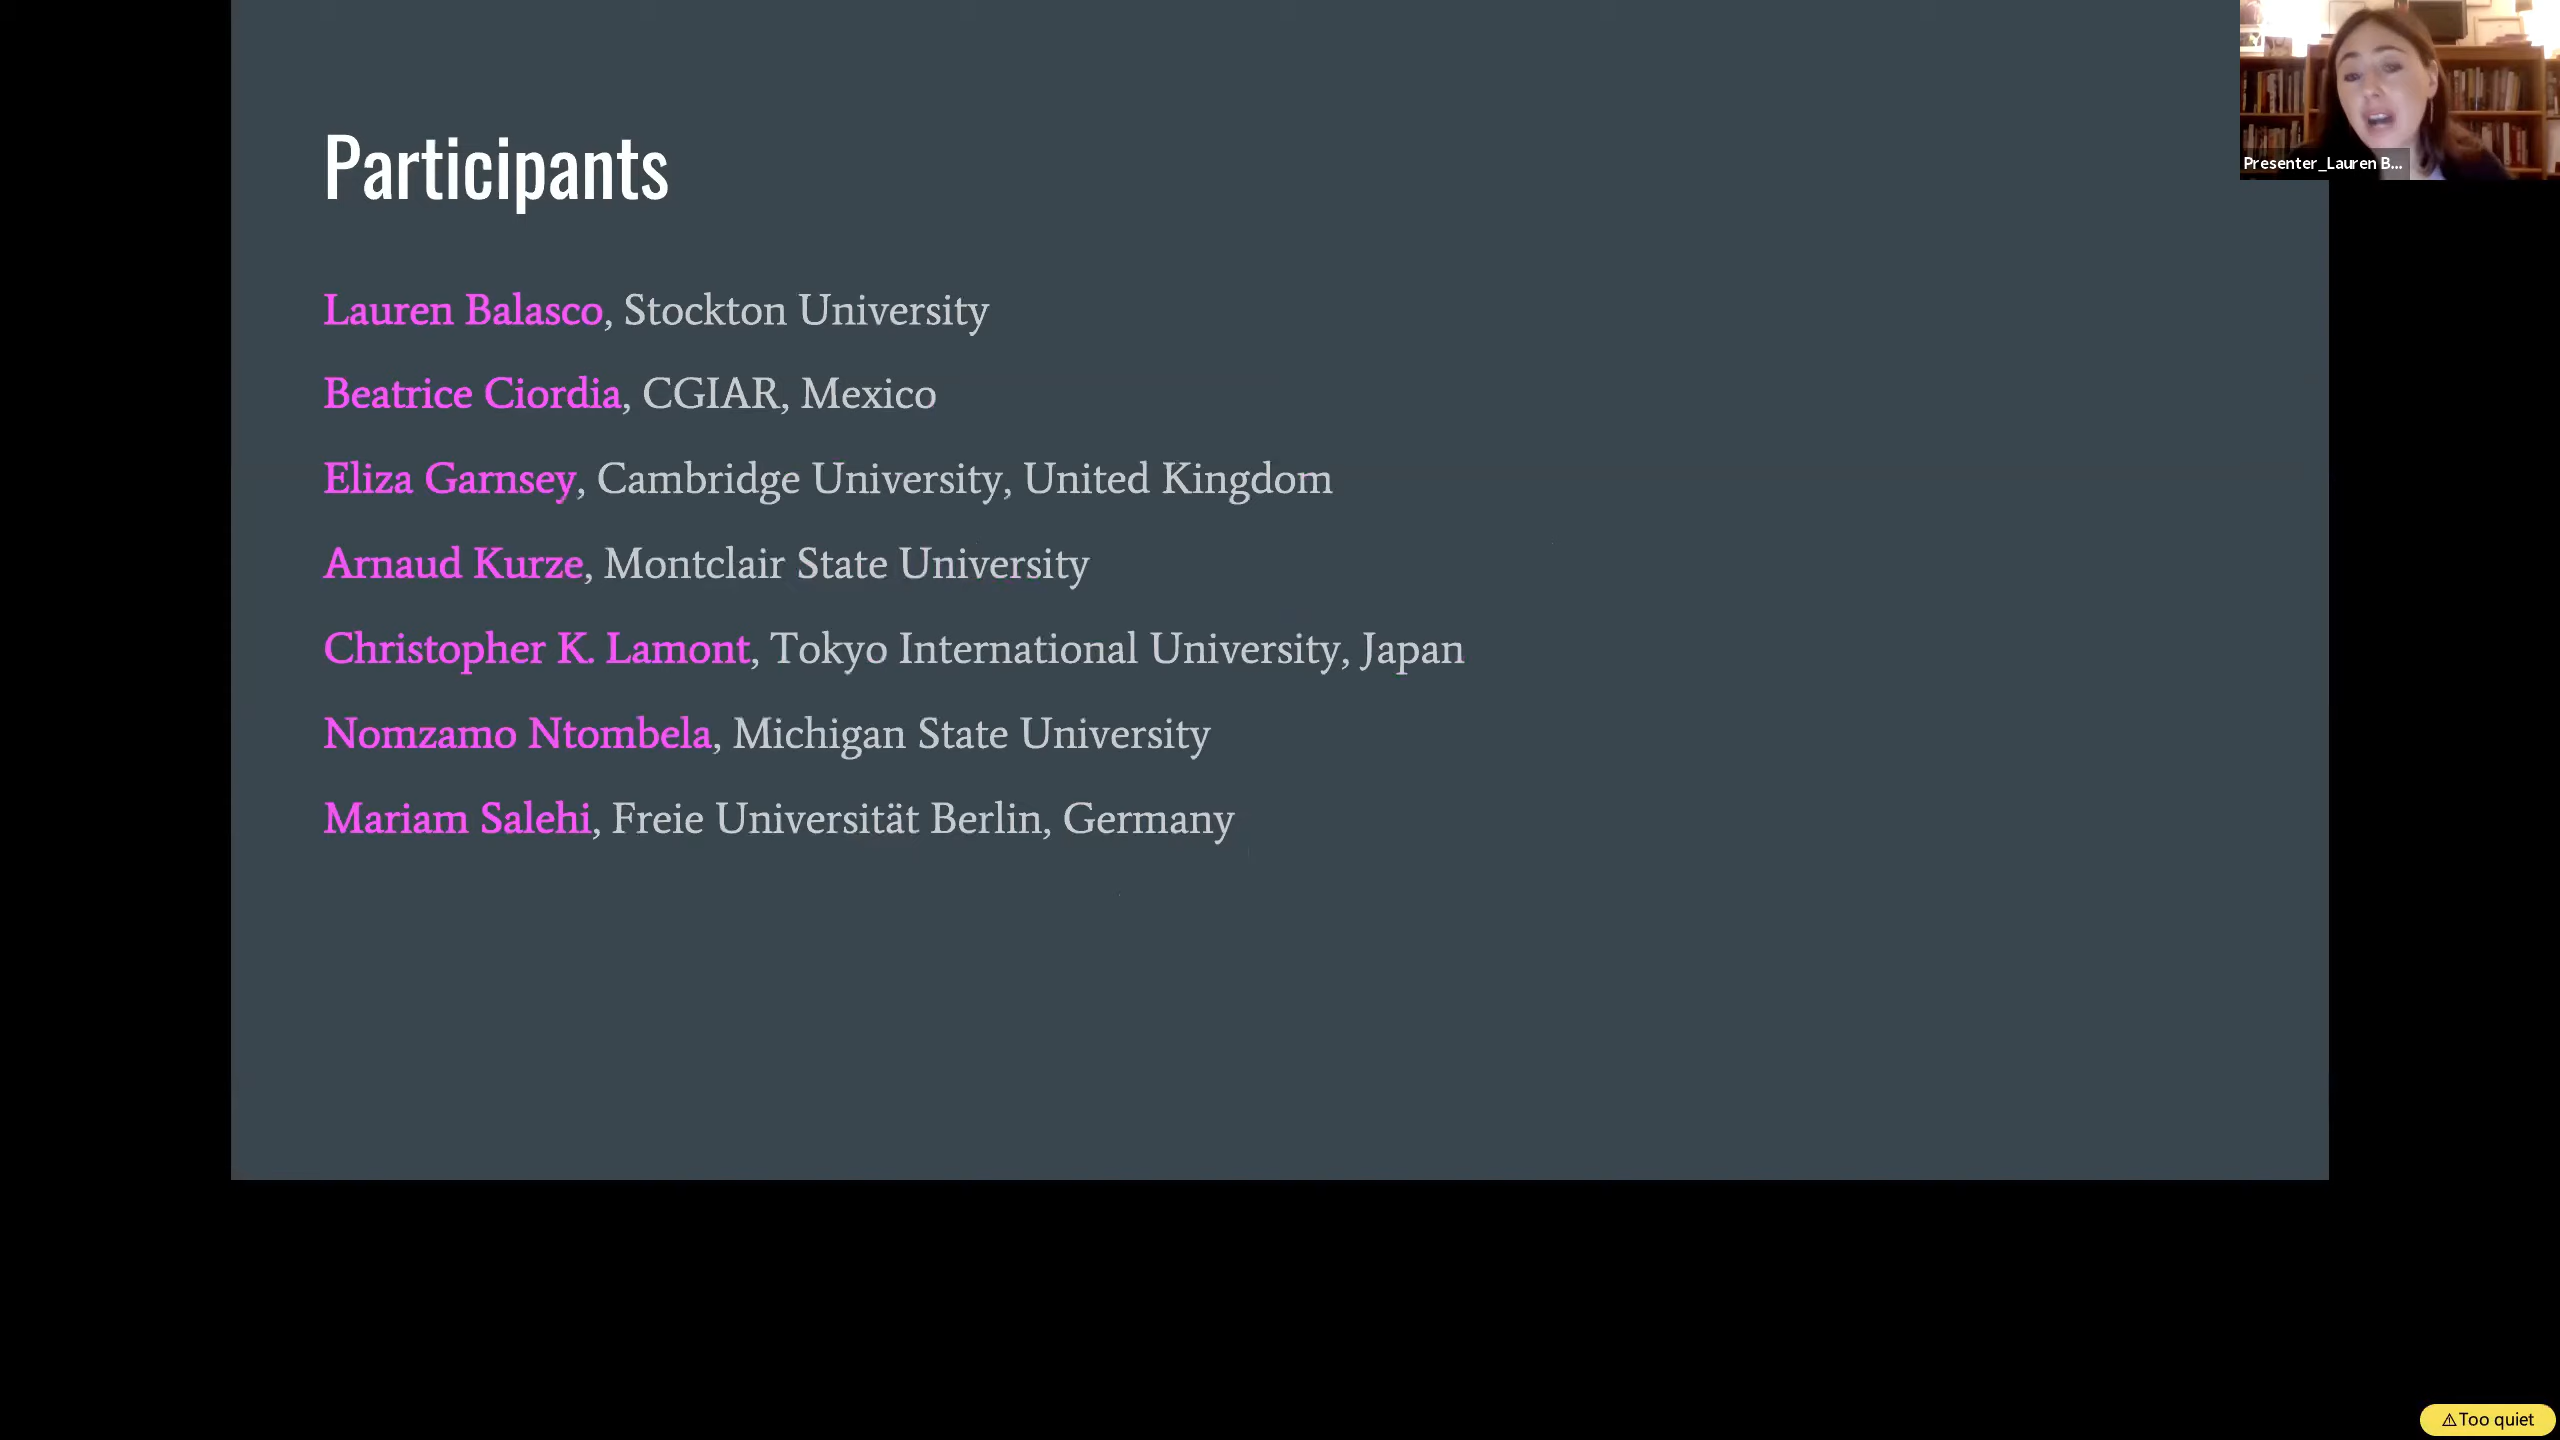 Participants
Presenter_Lauren B...
Lauren Balasco, Stockton University
Beatrice Ciordia, CGIAR, Mexico
Eliza Garnsey, Cambridge University, United Kingdom
Arnaud Kurze, Montclair State University
Christopher K. Lamont, Tokyo International University, Japan
Nomzamo Ntombela, Michigan State University
Mariam Salehi, Freie Universität Berlin, Germany
⚠Too quiet